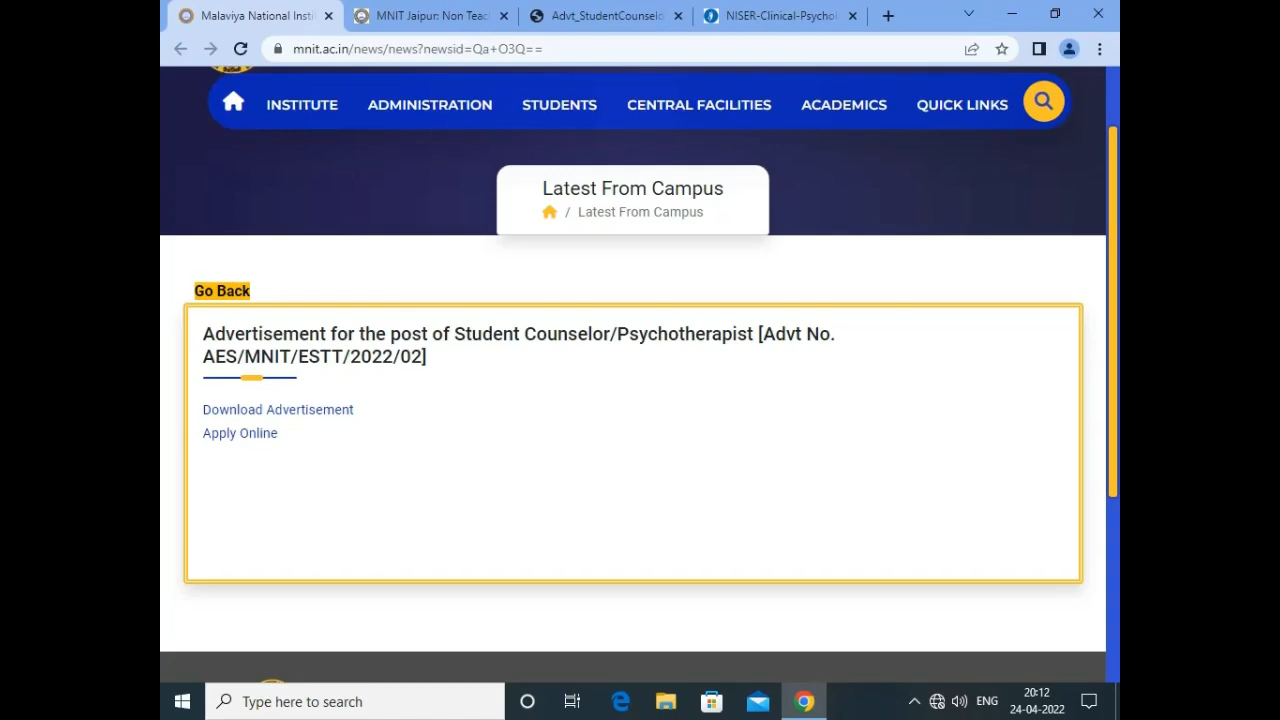 Malaviya National Insti
MNIT Jaipur: Non Teac
Advt_StudentCounselo
NISER-Clinical-Psychol
mnit.ac.in/news/news?newsid=Qa+O3Q==
INSTITUTE ADMINISTRATION STUDENTS CENTRAL FACILITIES ACADEMICS QUICK LINKS
Latest From Campus
/ Latest From Campus
Go Back
Advertisement for the post of Student Counselor/Psychotherapist [Advt No.
AES/MNIT/ESTT/2022/02]
Download Advertisement
Apply Online
Type here to search
ENG
20:12
24-04-2022